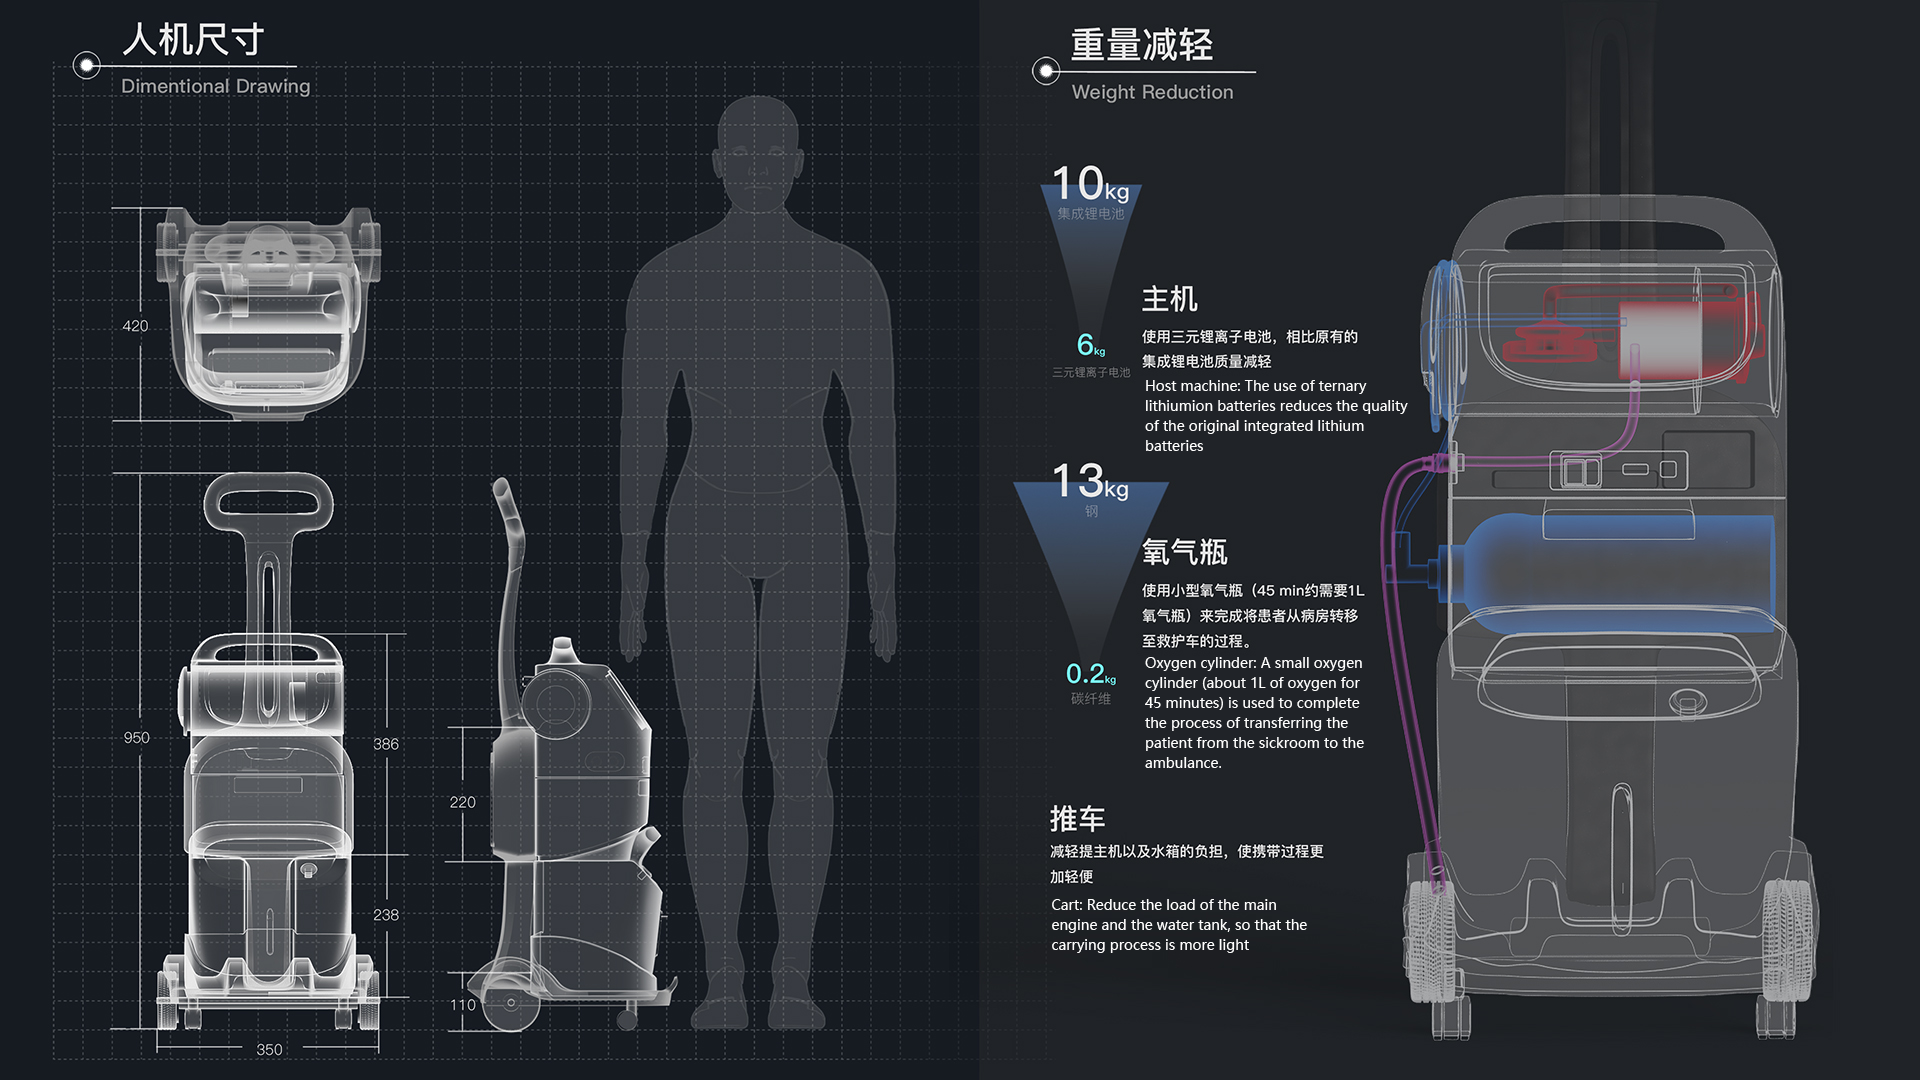 人机尺寸
Dimentional Drawing
420
950
386
238
350
220
110
重量减轻
Weight Reduction
10kg
集成锂电池
6kg
三元锂离子电池
主机
使用三元锂离子电池，相比原有的
集成锂电池质量减轻
Host machine: The use of ternary
lithiumion batteries reduces the quality
of the original integrated lithium
batteries
13kg
钢
0.2kg
碳纤维
氧气瓶
使用小型氧气瓶（45 min约需要1L
氧气瓶）来完成将患者从病房转移
至救护车的过程。
Oxygen cylinder: A small oxygen
cylinder (about 1L of oxygen for
45 minutes) is used to complete
the process of transferring the
patient from the sickroom to the
ambulance.
推车
减轻提主机以及水箱的负担，使携带过程更
加轻便
Cart: Reduce the load of the main
engine and the water tank, so that the
carrying process is more light